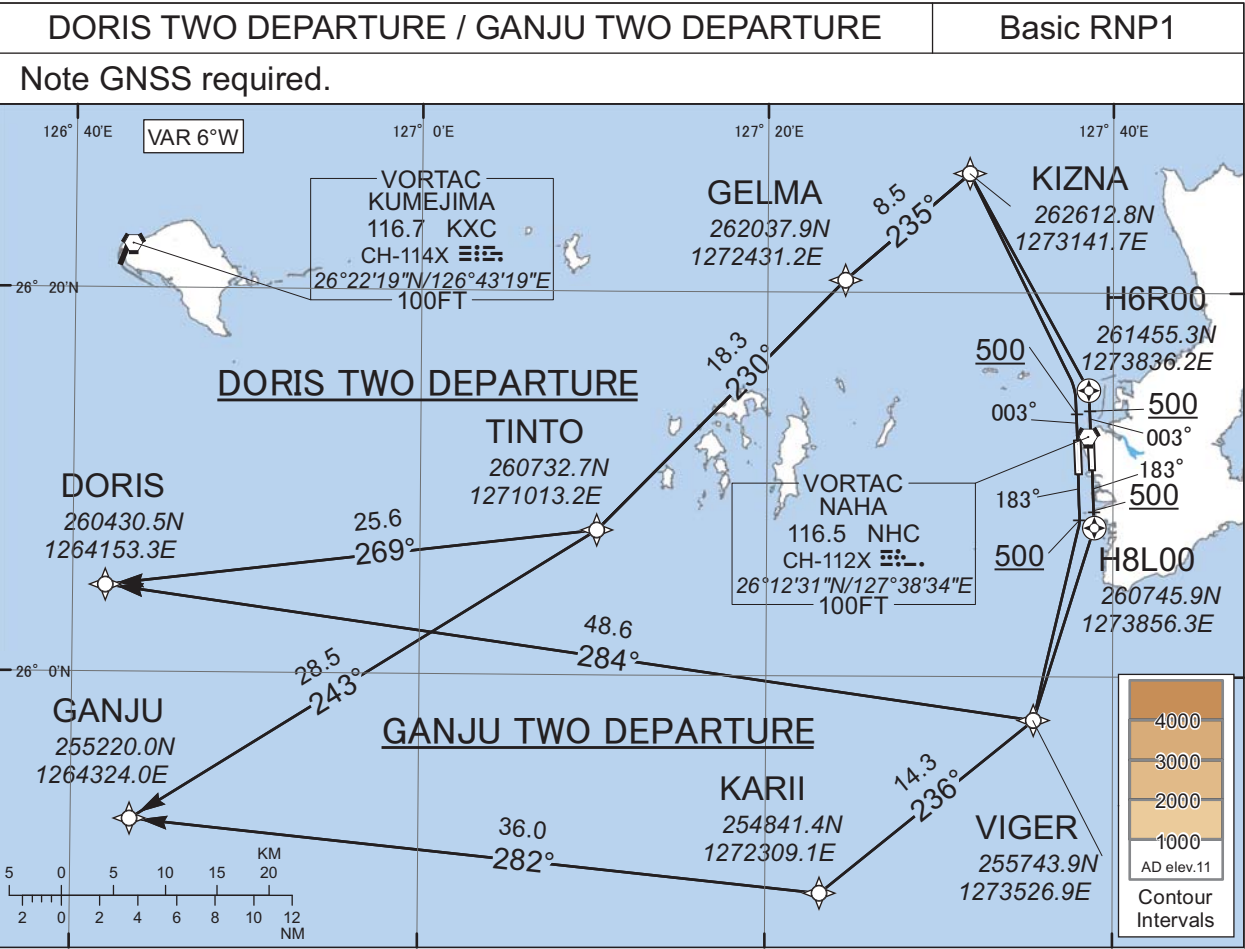 DORIS TWO DEPARTURE / GANJU TWO DEPARTURE
Basic RNP1
Note GNSS required.
126° 40'E
127° 0'E
127° 20'E
127° 40'E
VAR 6°W
VORTAC
KUMEJIMA
116.7 KXC
CH-114X
26°22'19"N/126°43'19"E
100FT
GELMA
262037.9N
1272431.2E
8.5
235°
KIZNA
262612.8N
1273141.7E
26° 20'N
H6R00
261455.3N
1273836.2E
18.3
230°
500
500
003°
003°
DORIS TWO DEPARTURE
TINTO
260732.7N
1271013.2E
183°
183°
500
500
VORTAC
NAHA
116.5 NHC
CH-112X
26°12'31"N/127°38'34"E
100FT
DORIS
260430.5N
1264153.3E
25.6
269°
H8L00
260745.9N
1273856.3E
48.6
284°
26° 0'N
28.5
243°
GANJU
255220.0N
1264324.0E
GANJU TWO DEPARTURE
KARII
254841.4N
1272309.1E
14.3
236°
VIGER
255743.9N
1273526.9E
36.0
282°
4000
3000
2000
1000
AD elev.11
Contour
Intervals
KM
5 0 5 10 15 20
2 0 2 4 6 8 10 12
NM